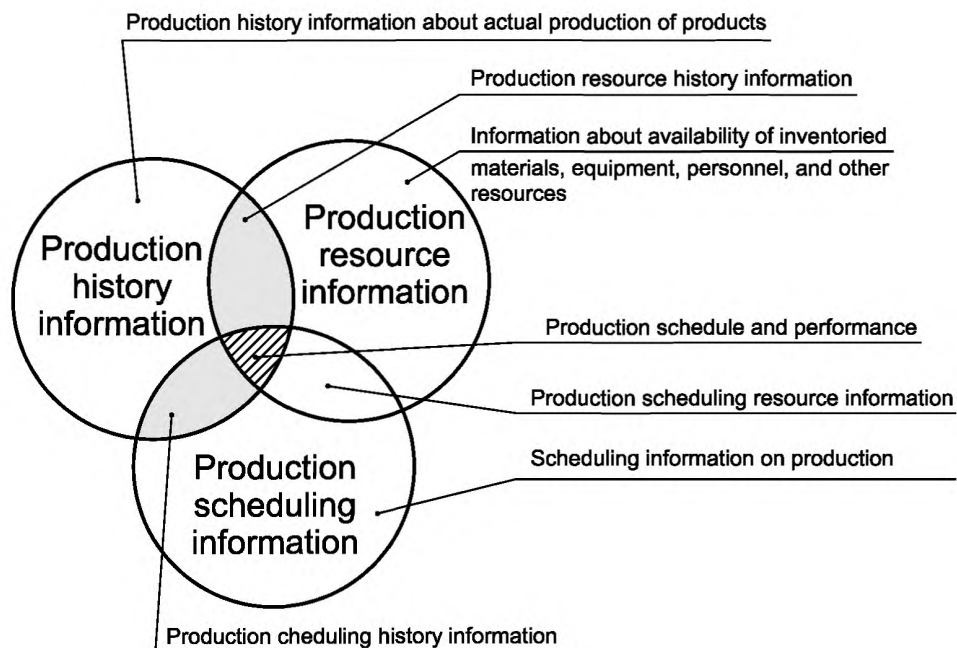 Production history information about actual production of products
Production resource history information
Information about availability of inventoried
materials, equipment, personnel, and other
resources
Production
resource
information
Production
history
information
Production schedule and performance
Production scheduling resource information
Scheduling information on production
Production
scheduling
information
Production cheduling history information